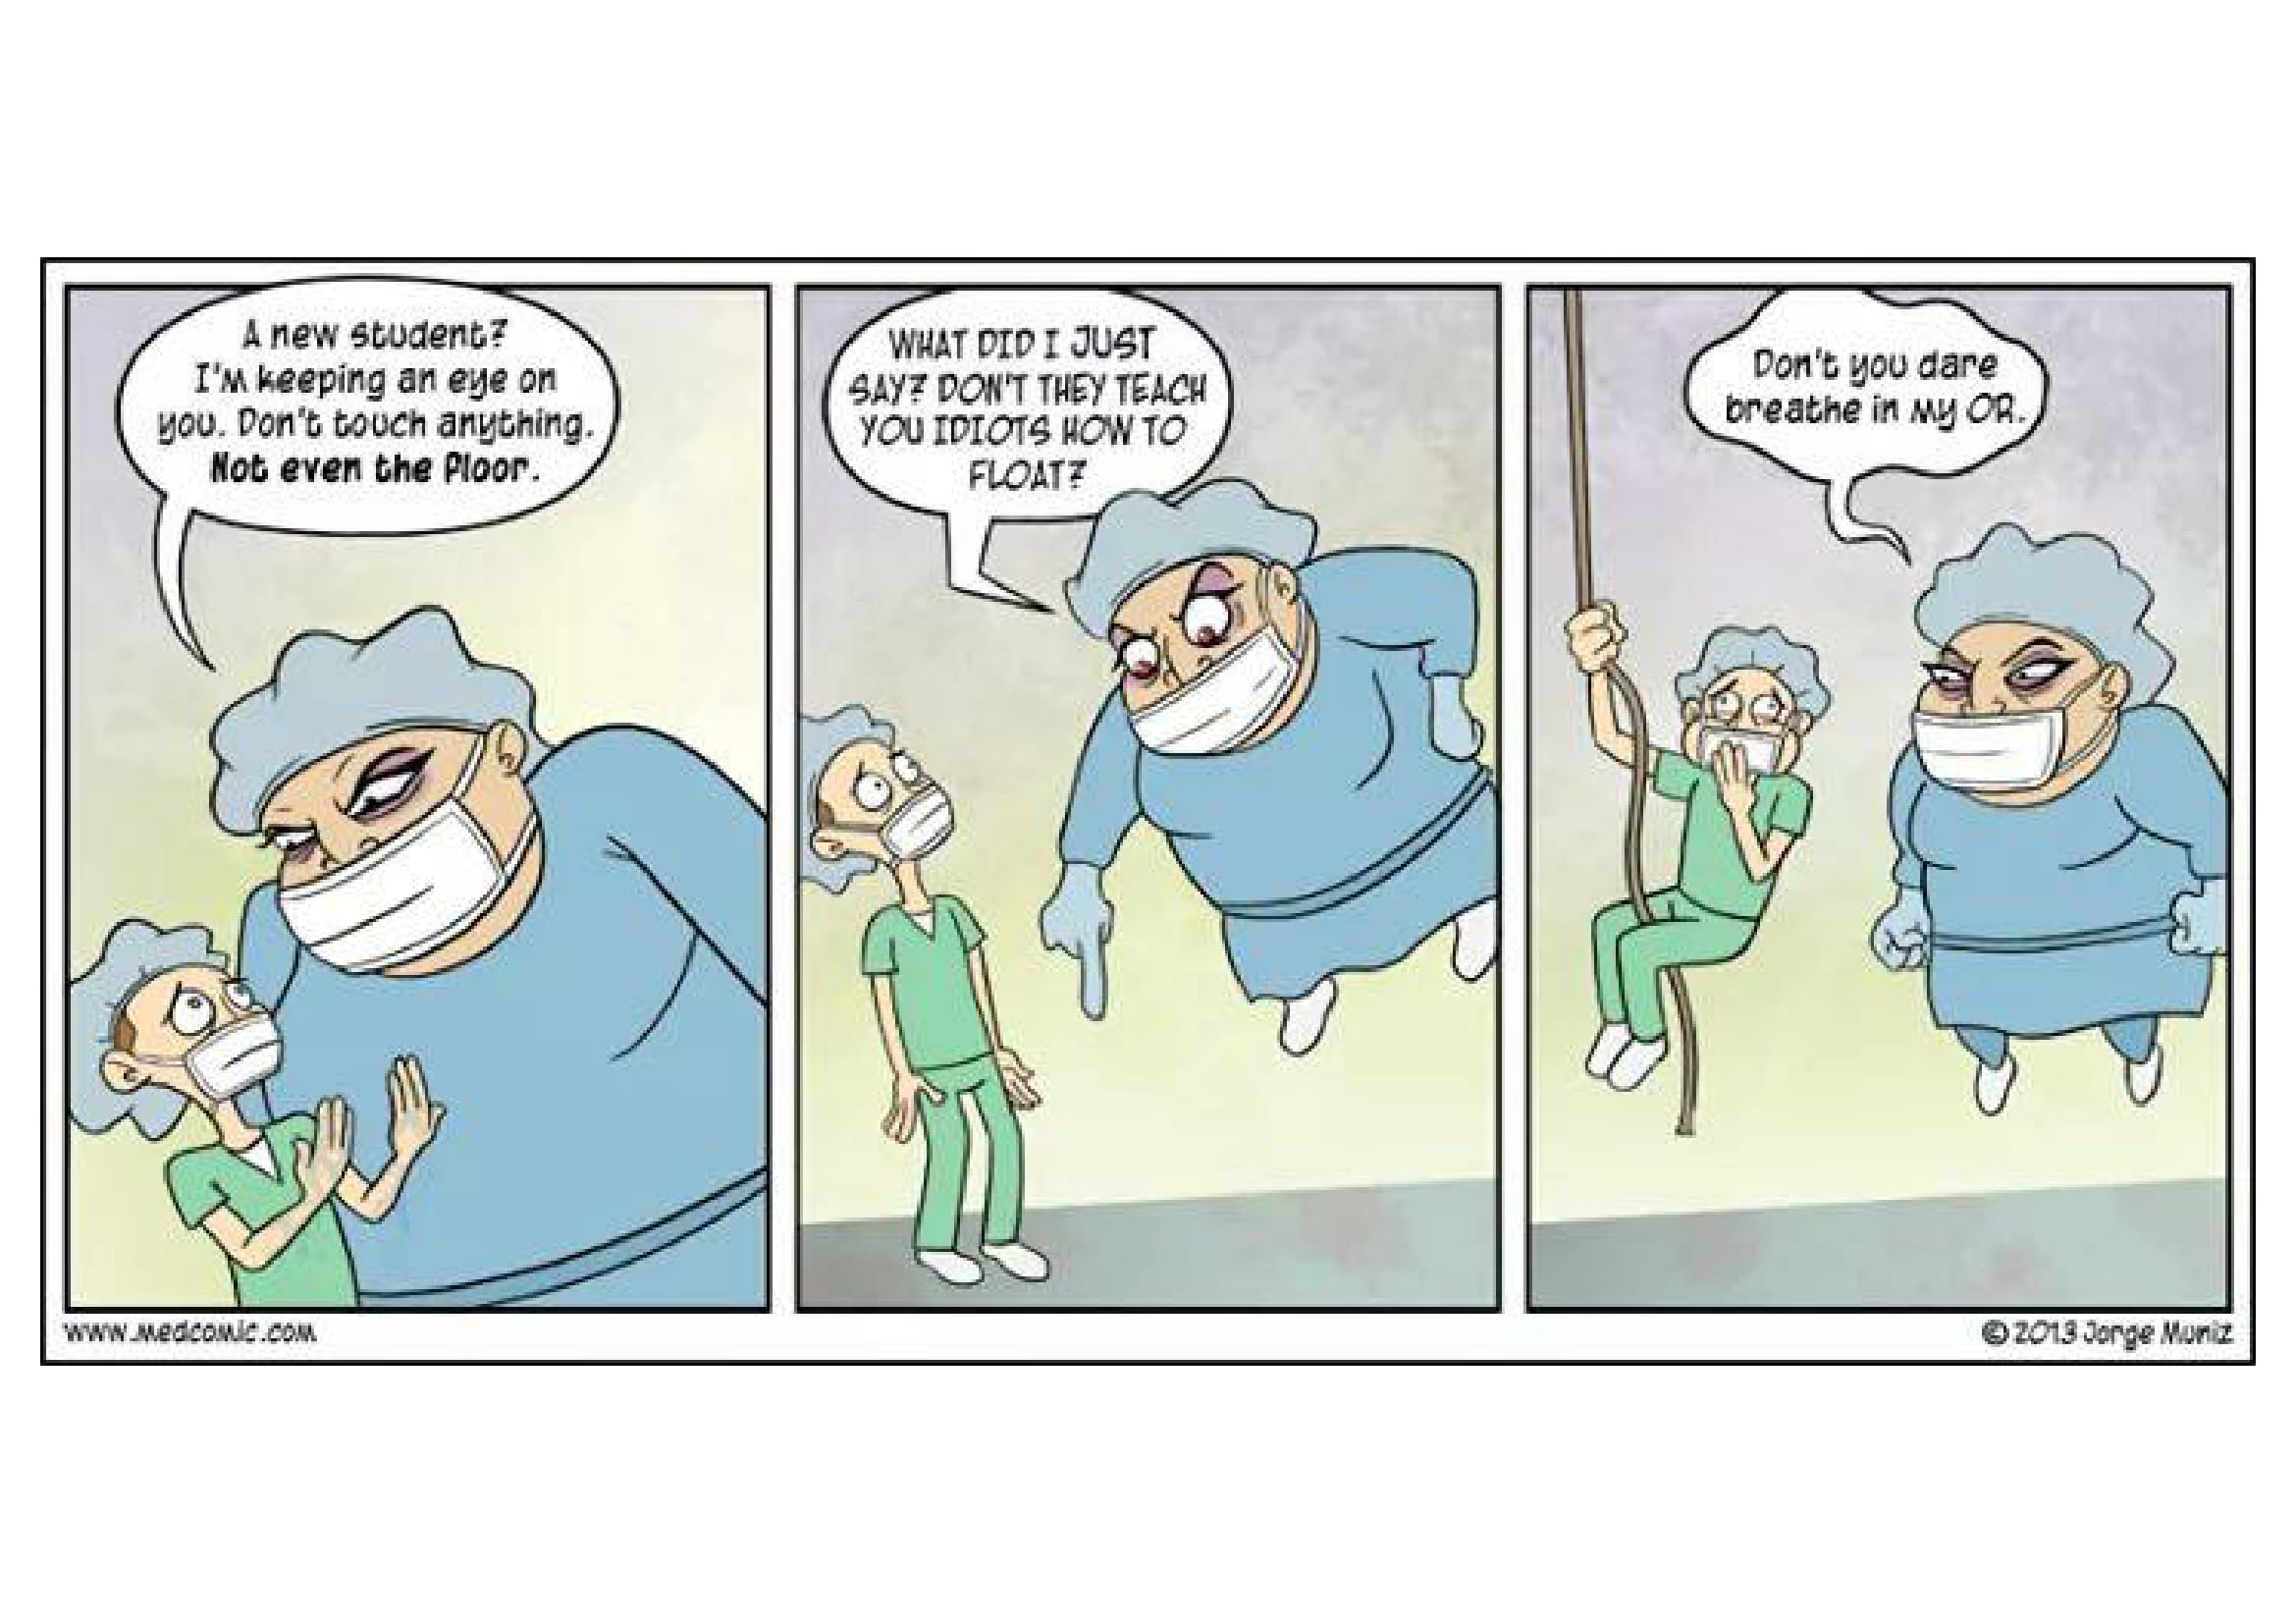 A new student?
I'm keeping an eye on
you. Don't touch anything.
Not even the floor.
WHAT DID I JUST
SAY? DON'T THEY TEACH
YOU IDIOTS HOW TO
FLOAT?
Don't you dare
breathe in my OR.
www.medcomic.com
© 2013 Jorge Muniz